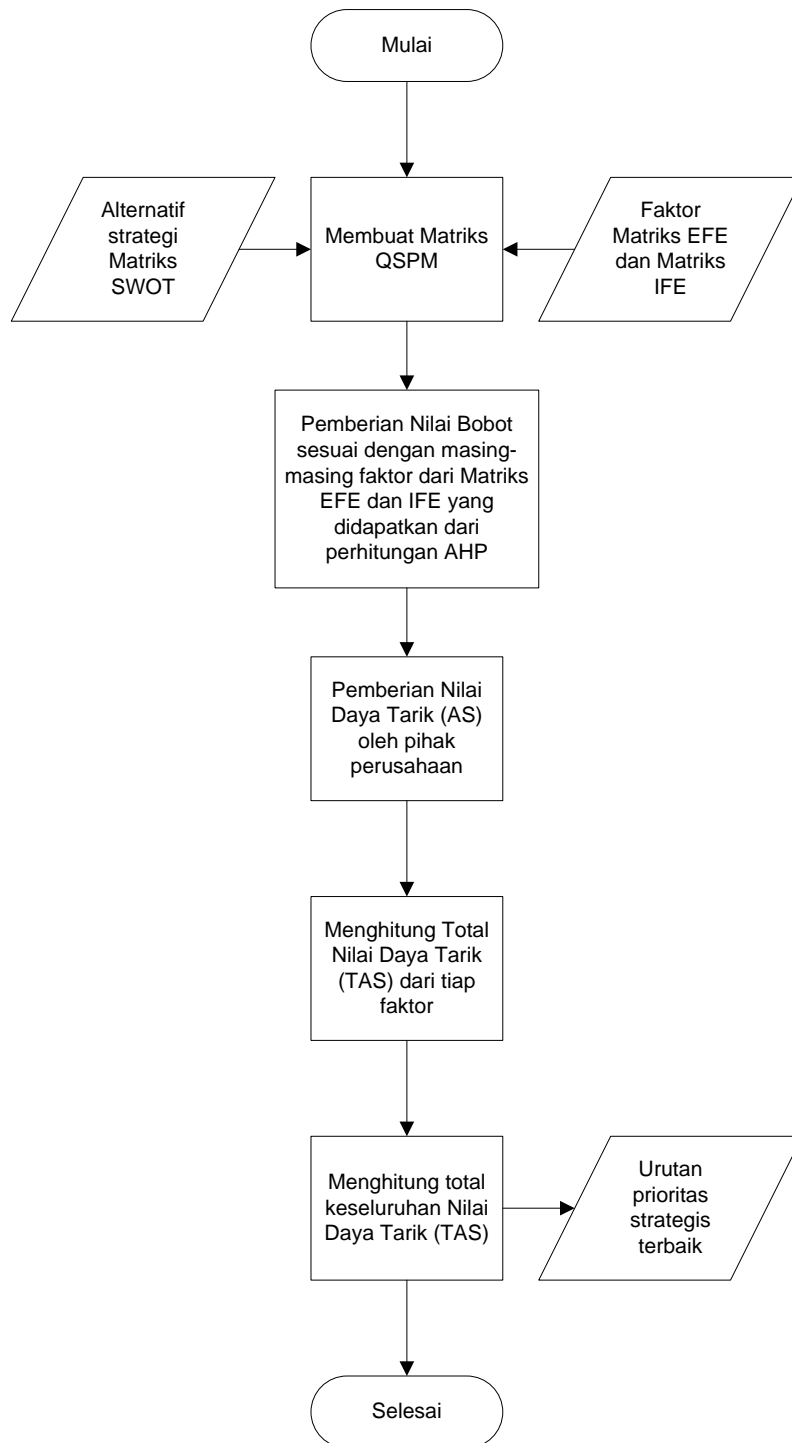 Mulai
Alternatif
strategi
Matriks
SWOT
Membuat Matriks
QSPM
Faktor
Matriks EFE
dan Matriks
IFE
Pemberian Nilai Bobot
sesuai dengan masing-
masing faktor dari Matriks
EFE dan IFE yang
didapatkan dari
perhitungan AHP
Pemberian Nilai
Daya Tarik (AS)
oleh pihak
perusahaan
Menghitung Total
Nilai Daya Tarik
(TAS) dari tiap
faktor
Menghitung total
keseluruhan Nilai
Daya Tarik (TAS)
Urutan
prioritas
strategis
terbaik
Selesai